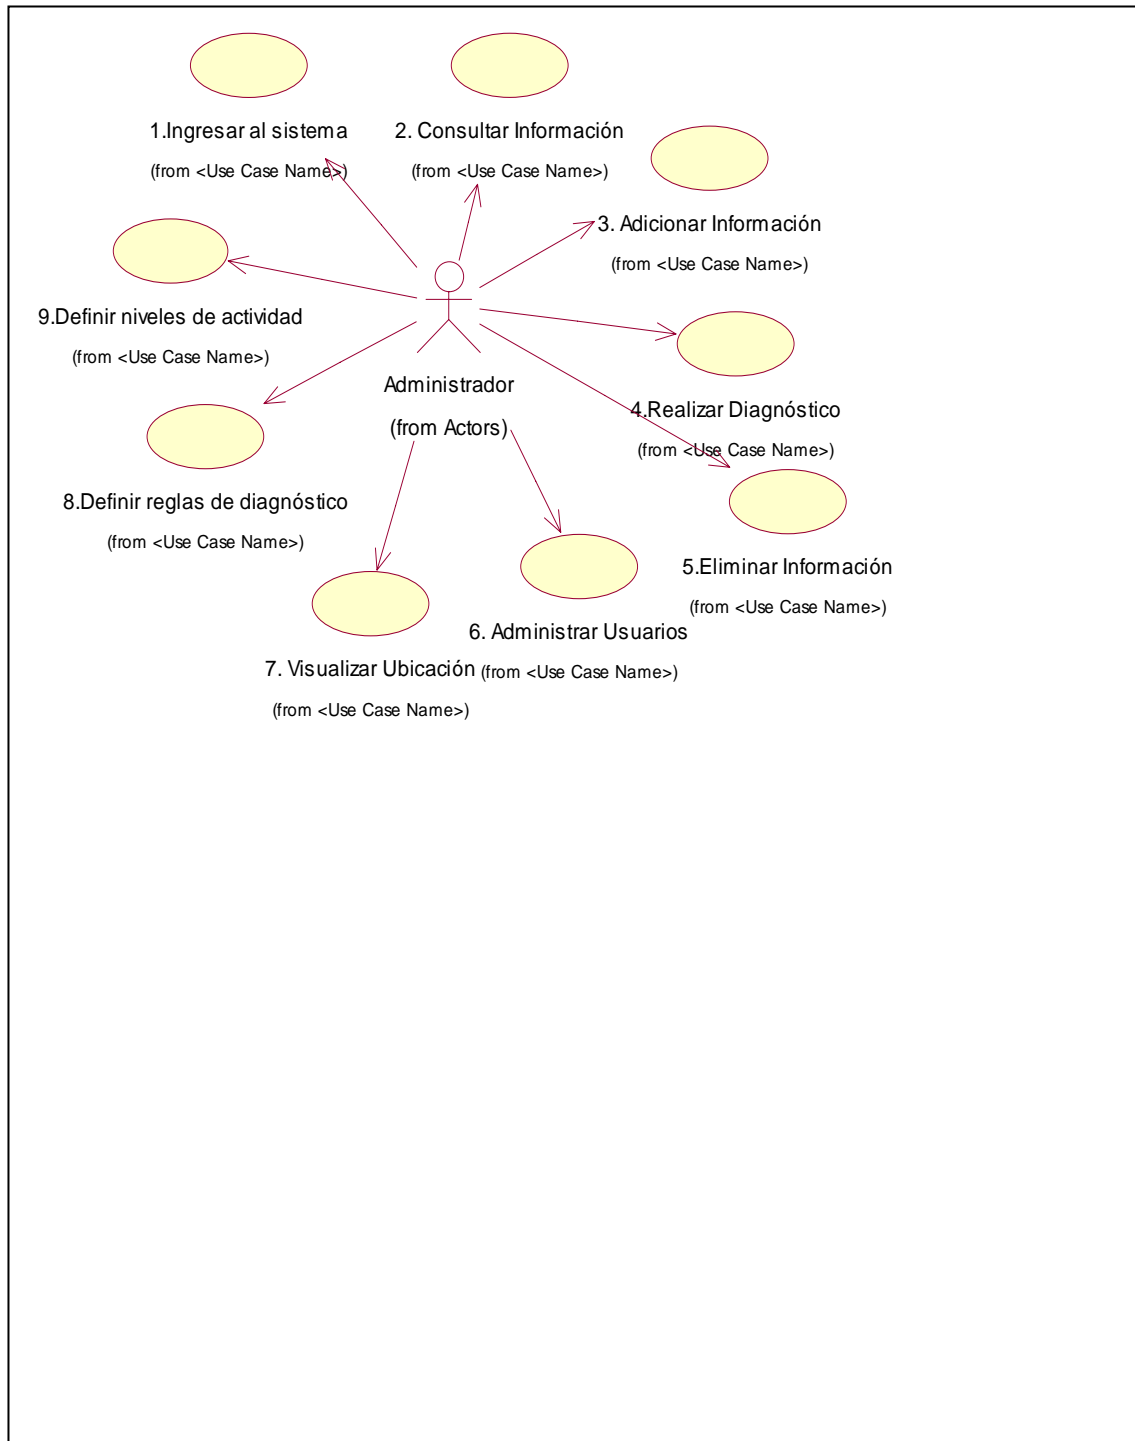 1.Ingresar al sistema
(from <Use Case Name>)
2. Consultar Información
(from <Use Case Name>)
3. Adicionar Información
(from <Use Case Name>)
9.Definir niveles de actividad
(from <Use Case Name>)
Administrador
(from Actors)
4.Realizar Diagnóstico
(from <Use Case Name>)
8.Definir reglas de diagnóstico
(from <Use Case Name>)
5.Eliminar Información
(from <Use Case Name>)
6. Administrar Usuarios
(from <Use Case Name>)
7. Visualizar Ubicación
(from <Use Case Name>)